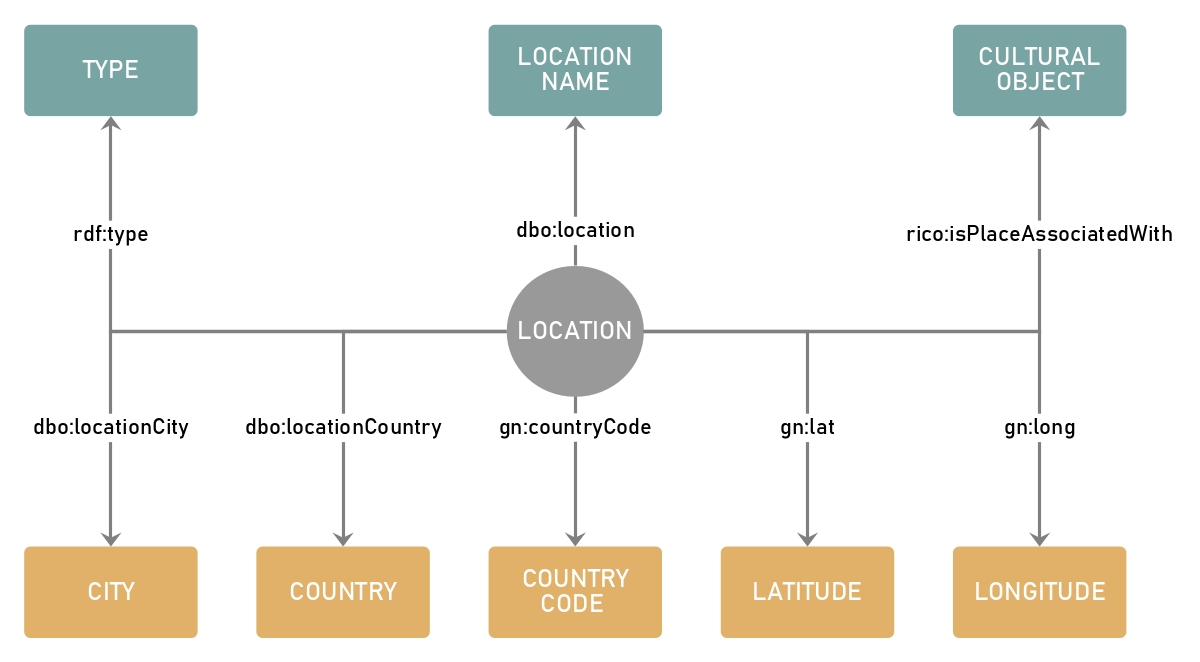 TYPE
LOCATION
NAME
CULTURAL
OBJECT
rdf:type
dbo:location
rico:isPlaceAssociatedWith
LOCATION
dbo:locationCity
dbo:locationCountry
gn:countryCode
gn:lat
gn:long
CITY
COUNTRY
COUNTRY
CODE
LATITUDE
LONGITUDE